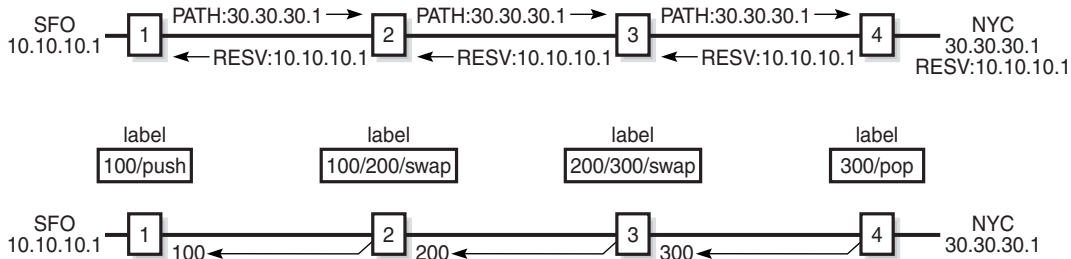 PATH:30.30.30.1 PATH:30.30.30.1 PATH:30.30.30.1
SFO
10.10.10.1
1 2 3 4
NYC
30.30.30.1
RESV:10.10.10.1
RESV:10.10.10.1 RESV:10.10.10.1 RESV:10.10.10.1
label label label label
100/push 100/200/swap 200/300/swap 300/pop
SFO
10.10.10.1
1 2 3 4
NYC
30.30.30.1
100 200 300